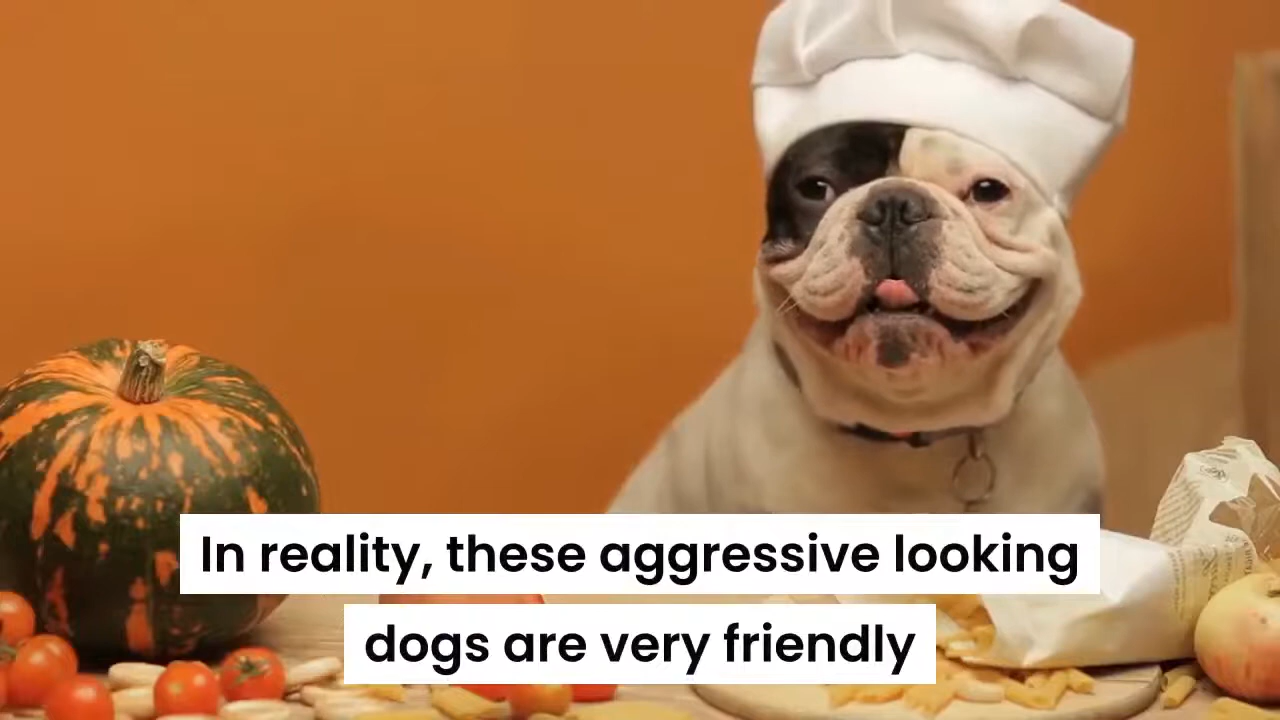 In reality, these aggressive looking
dogs are very friendly